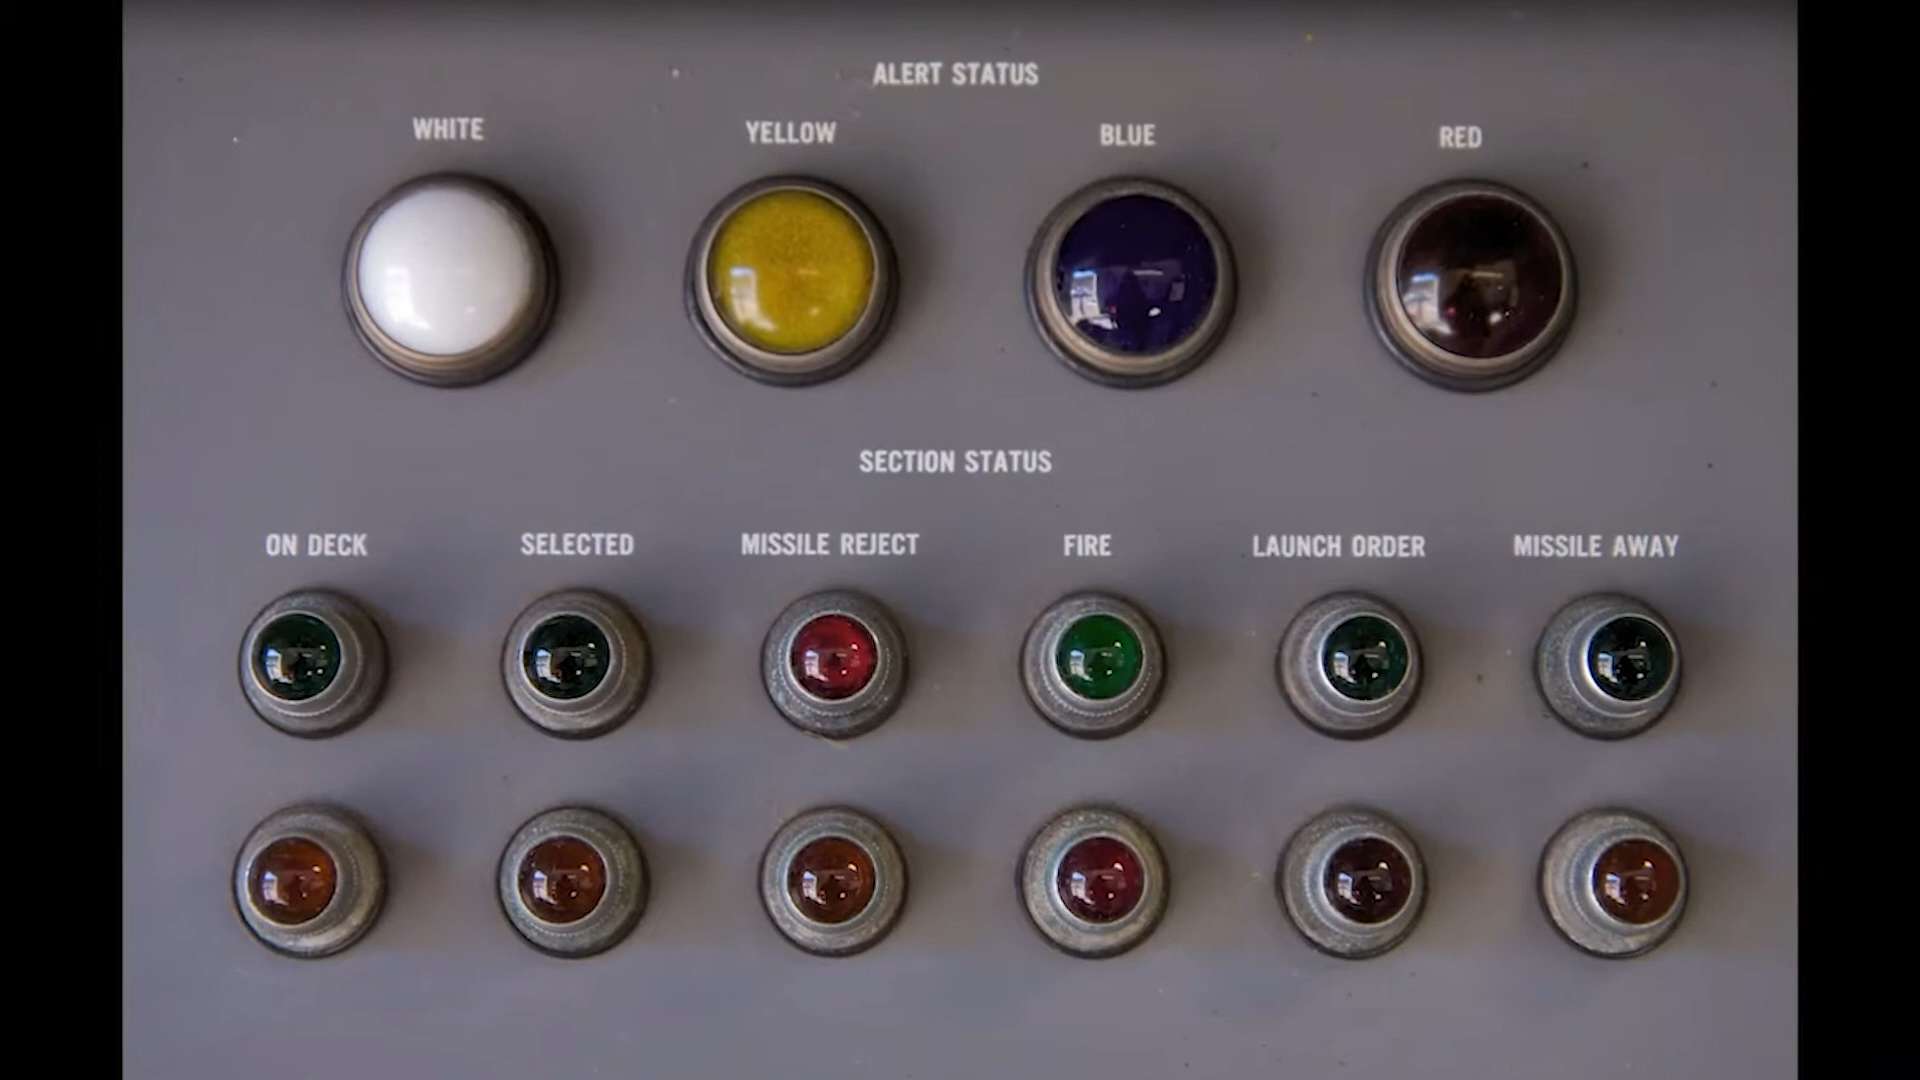 ALERT STATUS
WHITE YELLOW BLUE RED
SECTION STATUS
ON DECK SELECTED MISSILE REJECT FIRE LAUNCH ORDER MISSILE AWAY